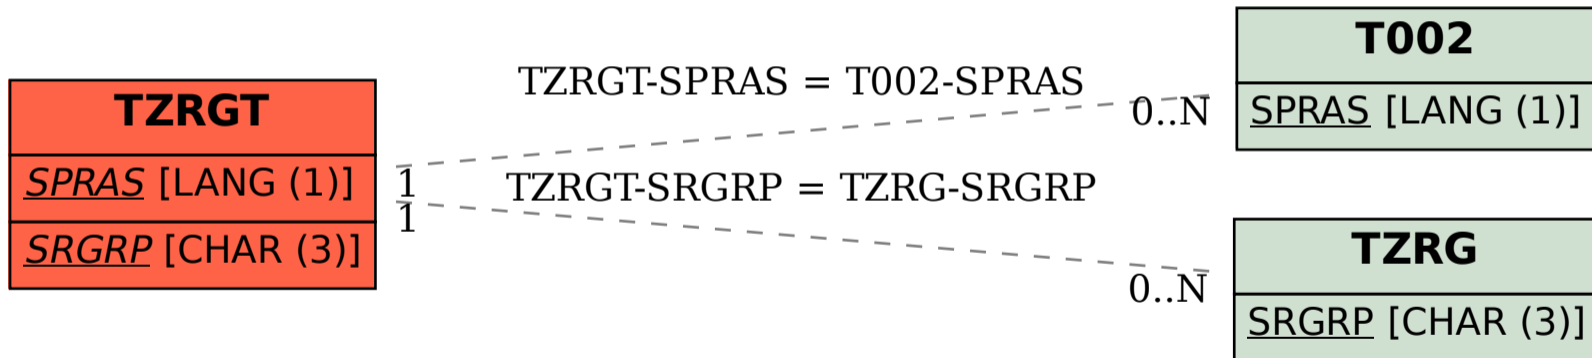 TZRGT
SPRAS [LANG (1)]
SRGRP [CHAR (3)]
TZRGT-SPRAS = T002-SPRAS
1
0..N
TZRGT-SRGRP = TZRG-SRGRP
1
0..N
T002
SPRAS [LANG (1)]
TZRG
SRGRP [CHAR (3)]